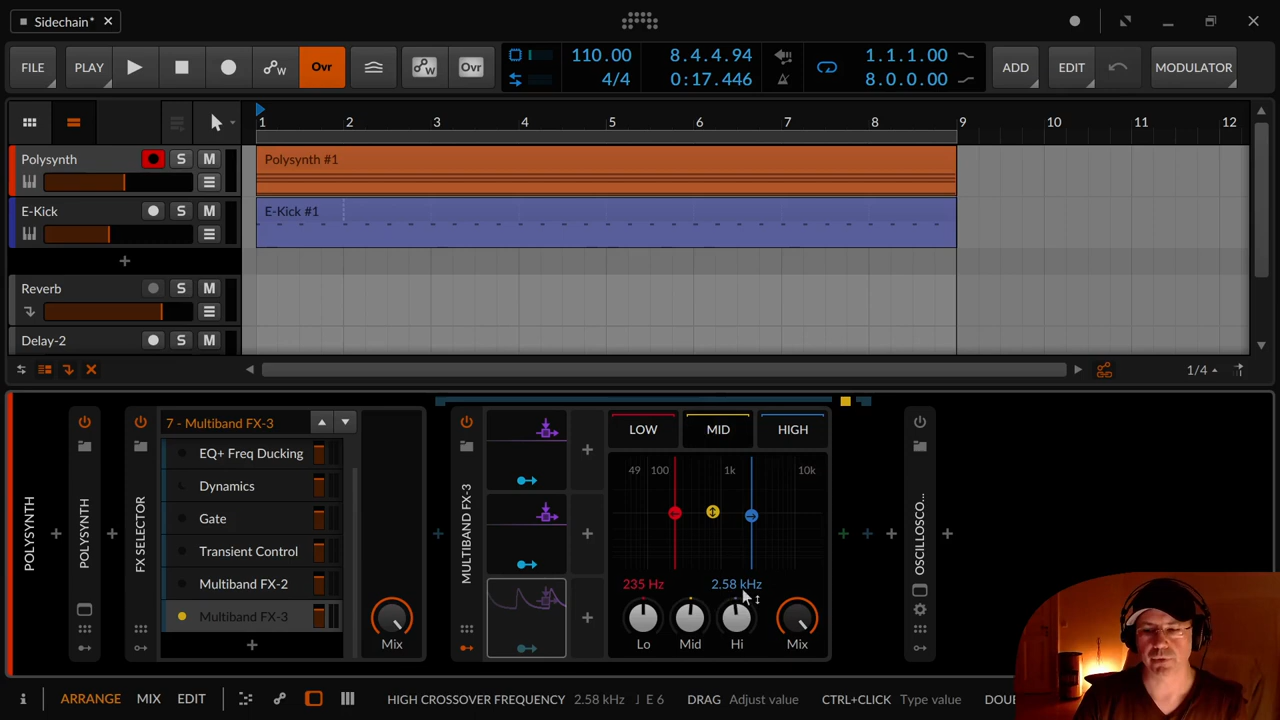 Sidechain*
FILE
PLAY
Ovr
Ovr
110.00
4/4
8.4.4.94
0:17.446
1.1.1.00
8.0.0.00
ADD
EDIT
MODULATOR
1 2 3 4 5 6 7 8 9 10 11 12
Polysynth S M
Polysynth #1
E-Kick S M
E-Kick #1
Reverb S M
Delay-2 S M
1/4
POLYSYNTH
POLYSYNTH
FX SELECTOR
7 - Multiband FX-3
EQ+ Freq Ducking
Dynamics
Gate
Transient Control
Multiband FX-2
Multiband FX-3
Mix
MULTIBAND FX-3
LOW MID HIGH
49 100 1k 10k
235 Hz 2.58 kHz
Lo Mid Hi Mix
OSCILLOSCO...
ARRANGE MIX EDIT
HIGH CROSSOVER FREQUENCY 2.58 kHz E 6 DRAG Adjust value CTRL+CLICK Type value DOU